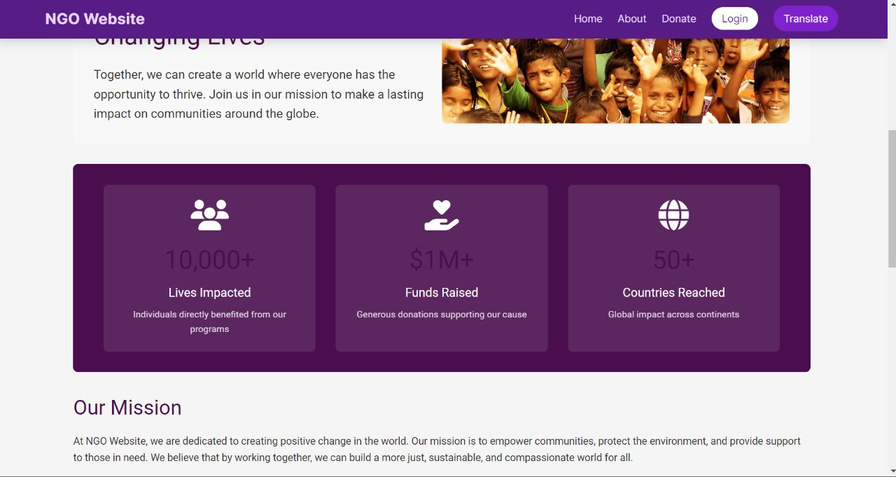 NGO Website
Home
About
Donate
Login
Translate
Changing Lives
Together, we can create a world where everyone has the
opportunity to thrive. Join us in our mission to make a lasting
impact on communities around the globe.
10,000+
Lives Impacted
Individuals directly benefited from our
programs
$1M+
Funds Raised
Generous donations supporting our cause
50+
Countries Reached
Global impact across continents
Our Mission
At NGO Website, we are dedicated to creating positive change in the world. Our mission is to empower communities, protect the environment, and provide support
to those in need. We believe that by working together, we can build a more just, sustainable, and compassionate world for all.